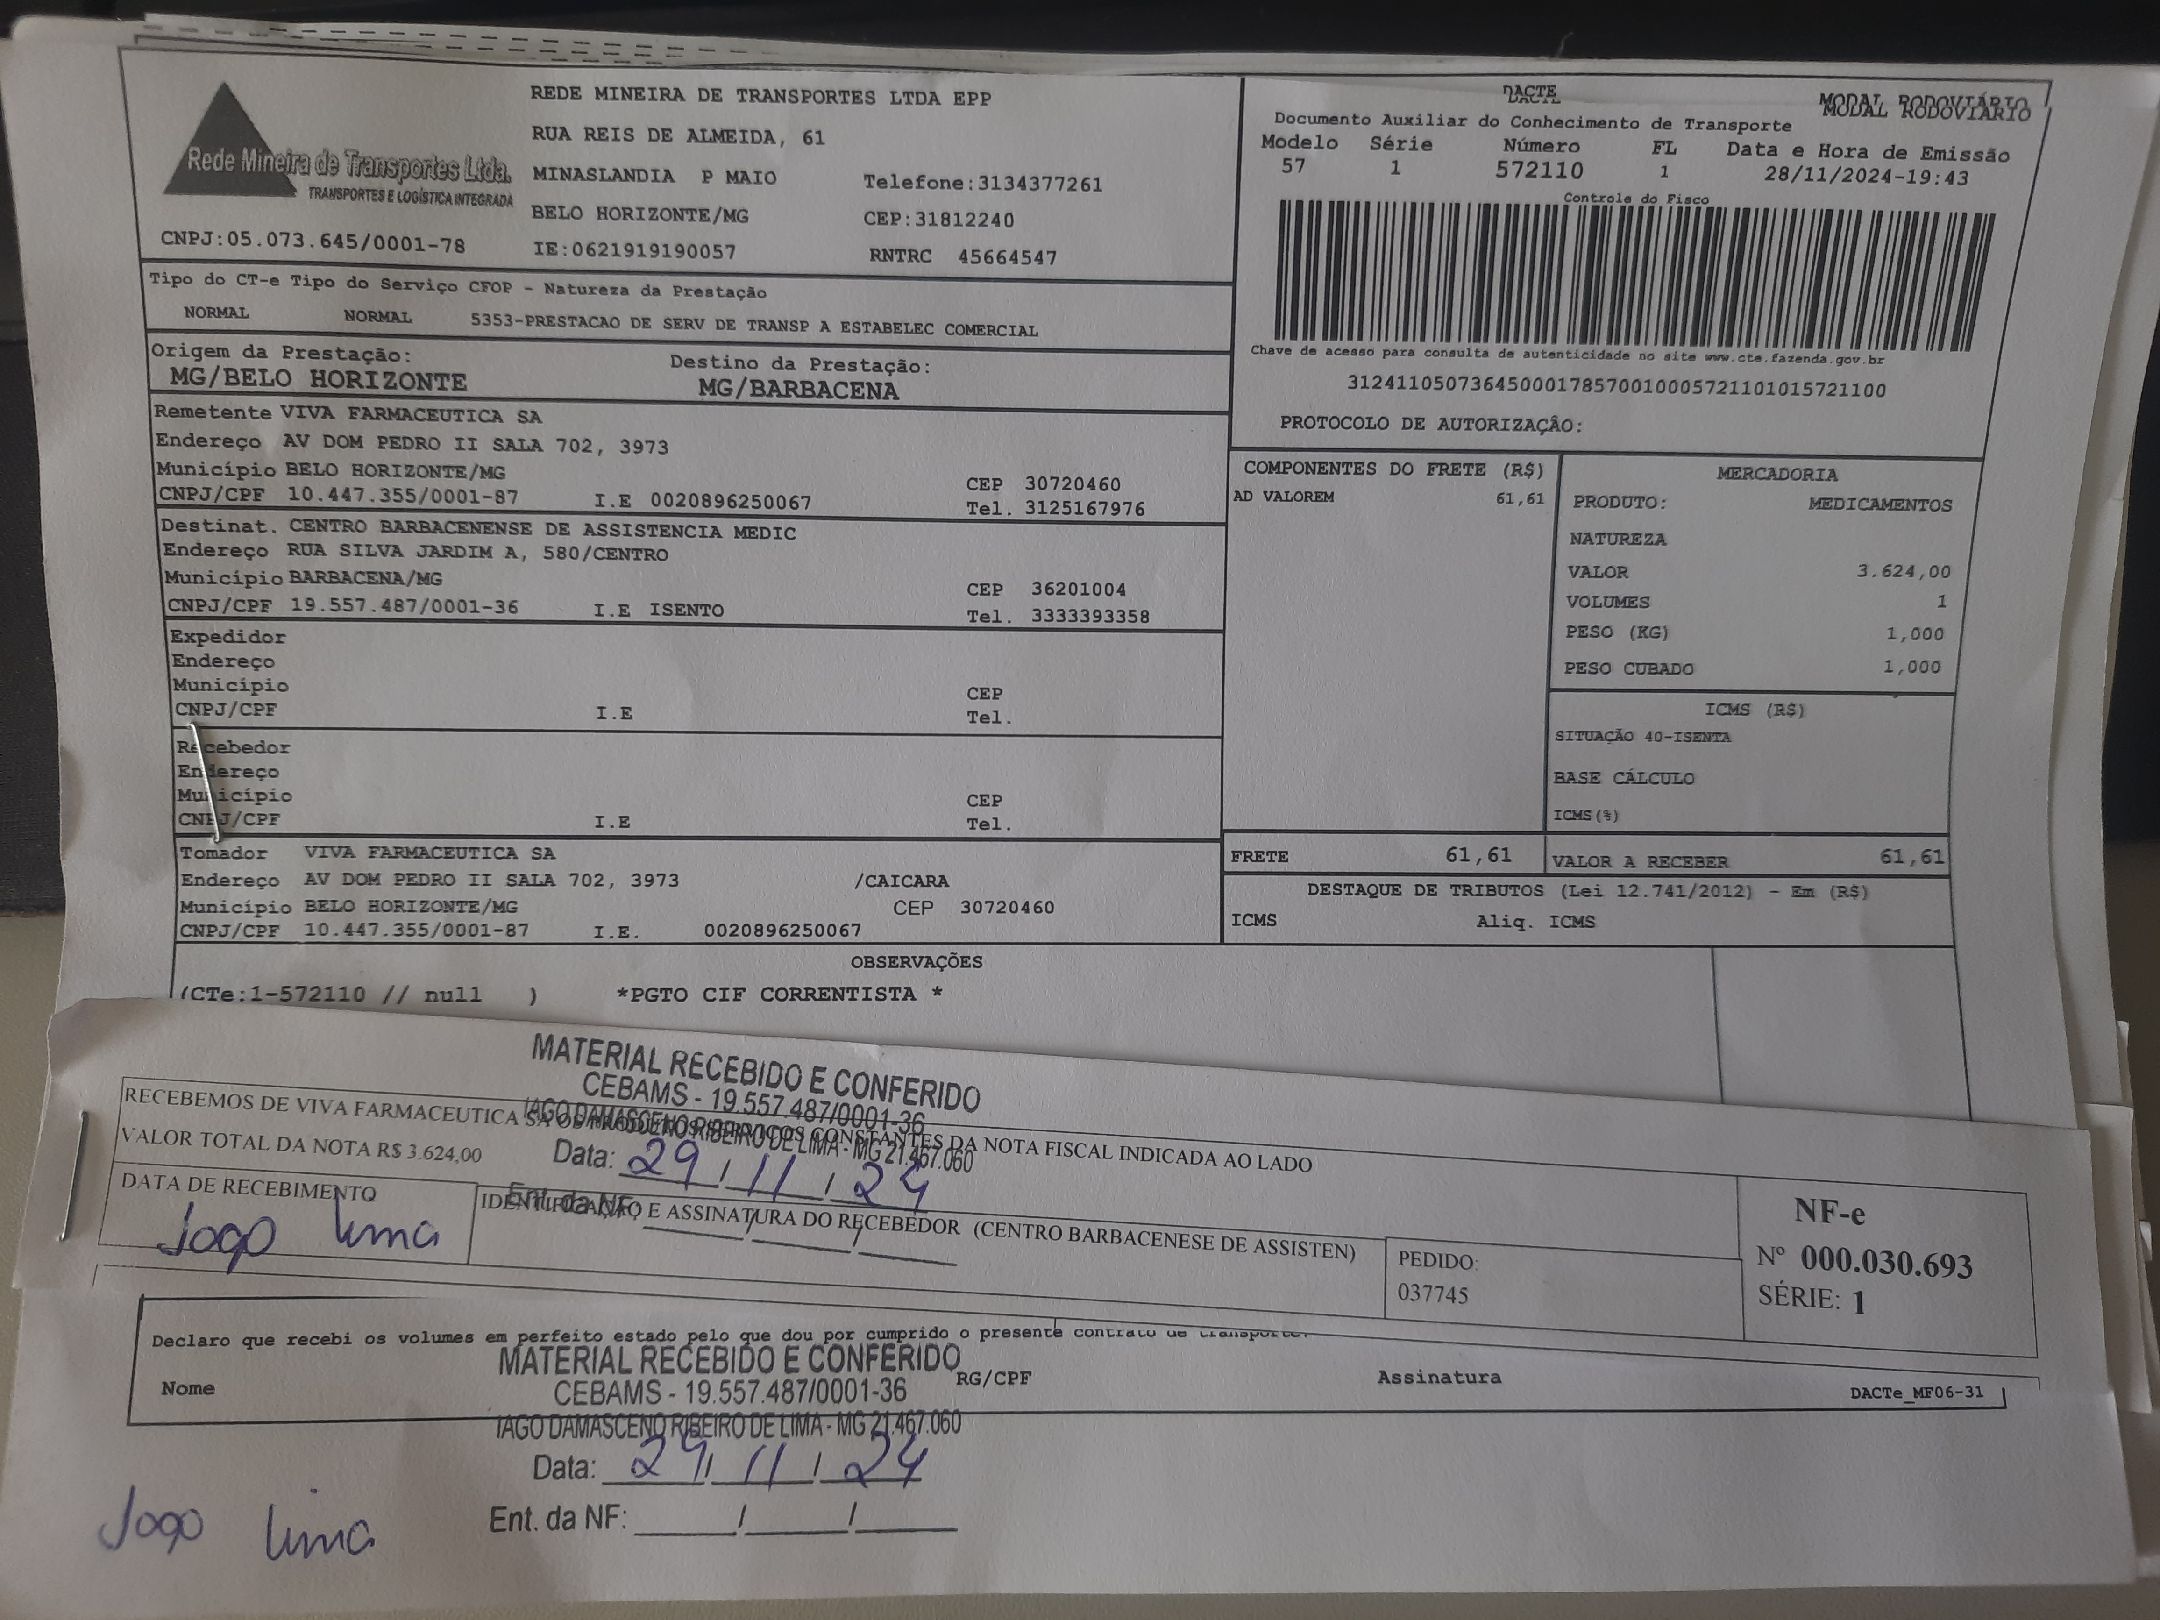 Rede Mineira de Transportes Ltda.
TRANSPORTES E LOGÍSTICA INTEGRADA
CNPJ:05.073.645/0001-78
REDE MINEIRA DE TRANSPORTES LTDA EPP
RUA REIS DE ALMEIDA, 61
MINASLANDIA P MAIO Telefone:3134377261
BELO HORIZONTE/MG CEP:31812240
IE:0621919190057 RNTRC 45664547
DACTE MODAL RODOVIÁRIO
Documento Auxiliar do Conhecimento de Transporte
Modelo Série Número FL Data e Hora de Emissão
57 1 572110 1 28/11/2024-19:43
Controle do Fisco
Chave de acesso para consulta de autenticidade no site www.cte.fazenda.gov.br
31241105073645000178570010005721101015721100
PROTOCOLO DE AUTORIZAÇÂO:
Tipo do CT-e Tipo do Serviço CFOP - Natureza da Prestação
NORMAL NORMAL 5353-PRESTACAO DE SERV DE TRANSP A ESTABELEC COMERCIAL
Origem da Prestação: Destino da Prestação:
MG/BELO HORIZONTE MG/BARBACENA
Remetente VIVA FARMACEUTICA SA
Endereço AV DOM PEDRO II SALA 702, 3973
Município BELO HORIZONTE/MG CEP 30720460
CNPJ/CPF 10.447.355/0001-87 I.E 0020896250067 Tel. 3125167976
Destinat. CENTRO BARBACENENSE DE ASSISTENCIA MEDIC
Endereço RUA SILVA JARDIM A, 580/CENTRO
Município BARBACENA/MG CEP 36201004
CNPJ/CPF 19.557.487/0001-36 I.E ISENTO Tel. 3333393358
Expedidor
Endereço
Município CEP
CNPJ/CPF I.E Tel.
Recebedor
Endereço
Município CEP
CNPJ/CPF I.E Tel.
Tomador VIVA FARMACEUTICA SA
Endereço AV DOM PEDRO II SALA 702, 3973 /CAICARA
Município BELO HORIZONTE/MG CEP 30720460
CNPJ/CPF 10.447.355/0001-87 I.E. 0020896250067
COMPONENTES DO FRETE (R$)
AD VALOREM 61,61
MERCADORIA
PRODUTO: MEDICAMENTOS
NATUREZA
VALOR 3.624,00
VOLUMES 1
PESO (KG) 1,000
PESO CUBADO 1,000
ICMS (R$)
SITUAÇÃO 40-ISENTA
BASE CÁLCULO
ICMS(%)
FRETE 61,61 VALOR A RECEBER 61,61
DESTAQUE DE TRIBUTOS (Lei 12.741/2012) - Em (R$)
ICMS Aliq. ICMS
OBSERVAÇÕES
(CTe:1-572110 // null ) *PGTO CIF CORRENTISTA *
MATERIAL RECEBIDO E CONFERIDO
CEBAMS - 19.557.487/0001-36
IAGO DAMASCENO RIBEIRO DE LIMA - MG 21.467.060
Data: 29/11/24
Ent. da NF: / /
RECEBEMOS DE VIVA FARMACEUTICA SA OS PRODUTOS CONSTANTES DA NOTA FISCAL INDICADA AO LADO
VALOR TOTAL DA NOTA R$ 3.624,00
DATA DE RECEBIMENTO
IDENTIFICAÇÃO E ASSINATURA DO RECEBEDOR (CENTRO BARBACENESE DE ASSISTEN)
Iago Lima
PEDIDO:
037745
NF-e
Nº 000.030.693
SÉRIE: 1
Declaro que recebi os volumes em perfeito estado pelo que dou por cumprido o presente contrato de transporte.
Nome RG/CPF Assinatura
DACTe_MF06-31
MATERIAL RECEBIDO E CONFERIDO
CEBAMS - 19.557.487/0001-36
IAGO DAMASCENO RIBEIRO DE LIMA - MG 21.467.060
Data: 29/11/24
Ent. da NF: / /
Iago Lima